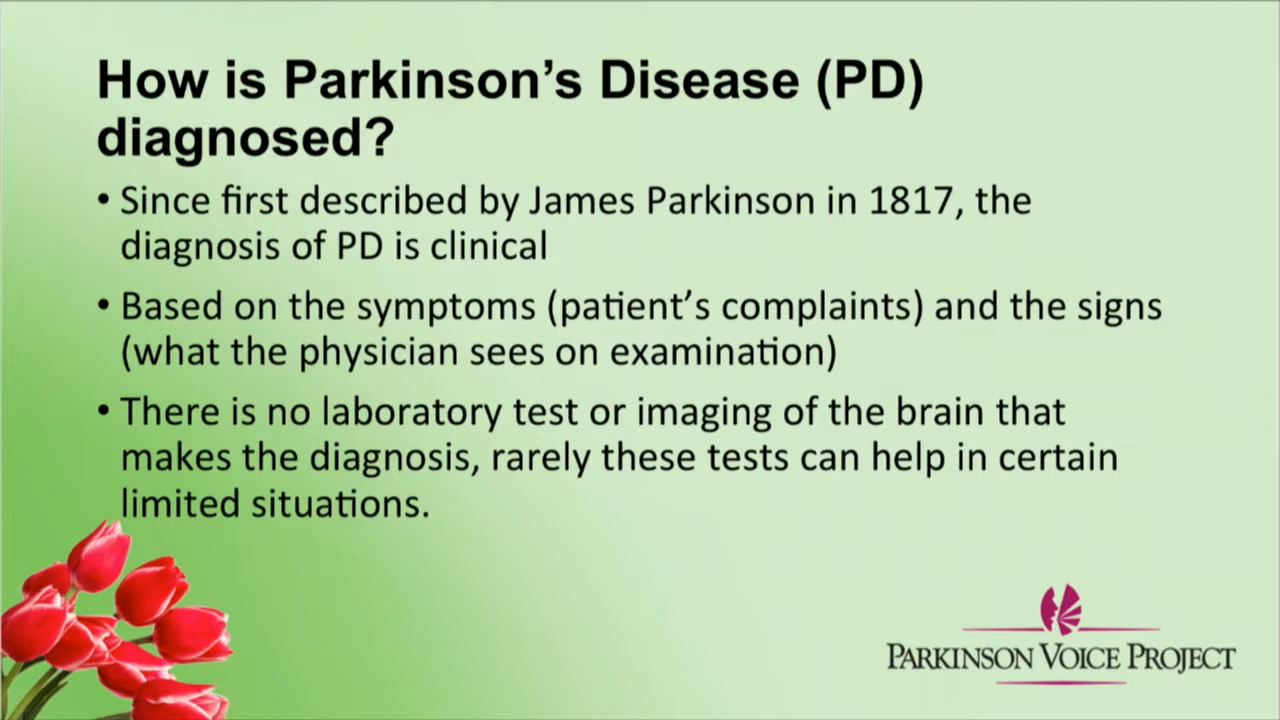 How is Parkinson’s Disease (PD)
diagnosed?
• Since first described by James Parkinson in 1817, the
diagnosis of PD is clinical
• Based on the symptoms (patient’s complaints) and the signs
(what the physician sees on examination)
• There is no laboratory test or imaging of the brain that
makes the diagnosis, rarely these tests can help in certain
limited situations.
PARKINSON VOICE PROJECT